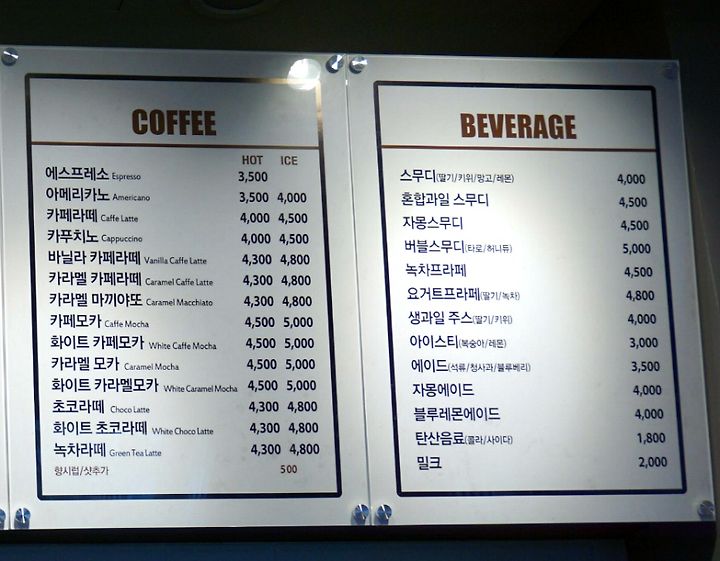 COFFEE
HOT ICE
에스프레소 Espresso 3,500
아메리카노 Americano 3,500 4,000
카페라떼 Caffe Latte 4,000 4,500
카푸치노 Cappuccino 4,000 4,500
바닐라 카페라떼 Vanilla Caffe Latte 4,300 4,800
카라멜 카페라떼 Caramel Caffe Latte 4,300 4,800
카라멜 마끼야또 Caramel Macchiato 4,300 4,800
카페모카 Caffe Mocha 4,500 5,000
화이트 카페모카 White Caffe Mocha 4,500 5,000
카라멜 모카 Caramel Mocha 4,500 5,000
화이트 카라멜모카 White Caramel Mocha 4,500 5,000
초코라떼 Choco Latte 4,300 4,800
화이트 초코라떼 White Choco Latte 4,300 4,800
녹차라떼 Green Tea Latte 4,300 4,800
향시럽/샷추가 500
BEVERAGE
스무디(딸기/키위/망고/레몬) 4,000
혼합과일 스무디 4,500
자몽스무디 4,500
버블스무디(타로/허니듀) 5,000
녹차프라페 4,500
요거트프라페(딸기/녹차) 4,800
생과일 주스(딸기/키위) 4,000
아이스티(복숭아/레몬) 3,000
에이드(석류/청사과/블루베리) 3,500
자몽에이드 4,000
블루레몬에이드 4,000
탄산음료(콜라/사이다) 1,800
밀크 2,000